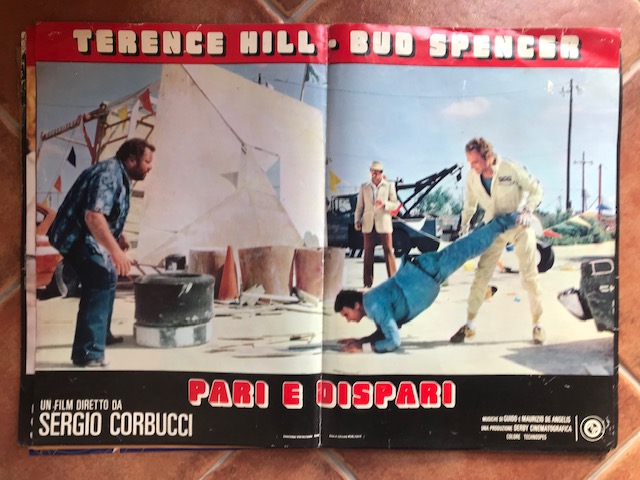 TERENCE HILL - BUD SPENCER
PARI E DISPARI
UN FILM DIRETTO DA
SERGIO CORBUCCI
MUSICHE DI GUIDO E MAURIZIO DE ANGELIS
UNA PRODUZIONE DERBY CINEMATOGRAFICA
COLORE TECHNOSPES